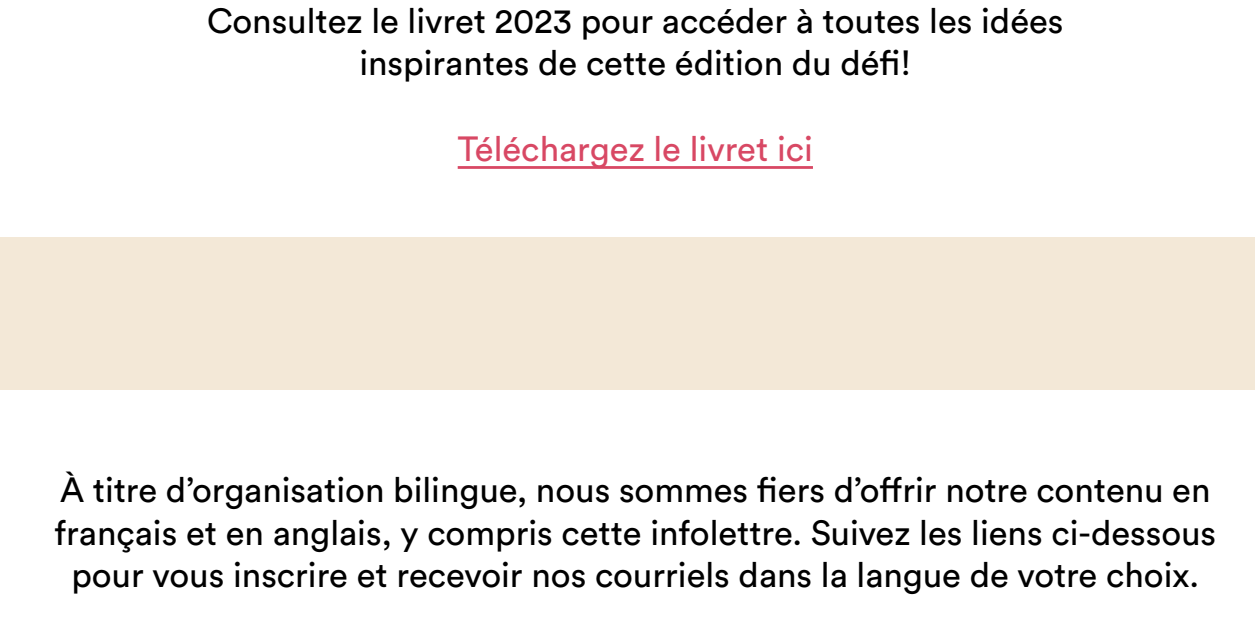 Consultez le livret 2023 pour accéder à toutes les idées
inspirantes de cette édition du défi!
Téléchargez le livret ici
À titre d’organisation bilingue, nous sommes fiers d’offrir notre contenu en
français et en anglais, y compris cette infolettre. Suivez les liens ci-dessous
pour vous inscrire et recevoir nos courriels dans la langue de votre choix.